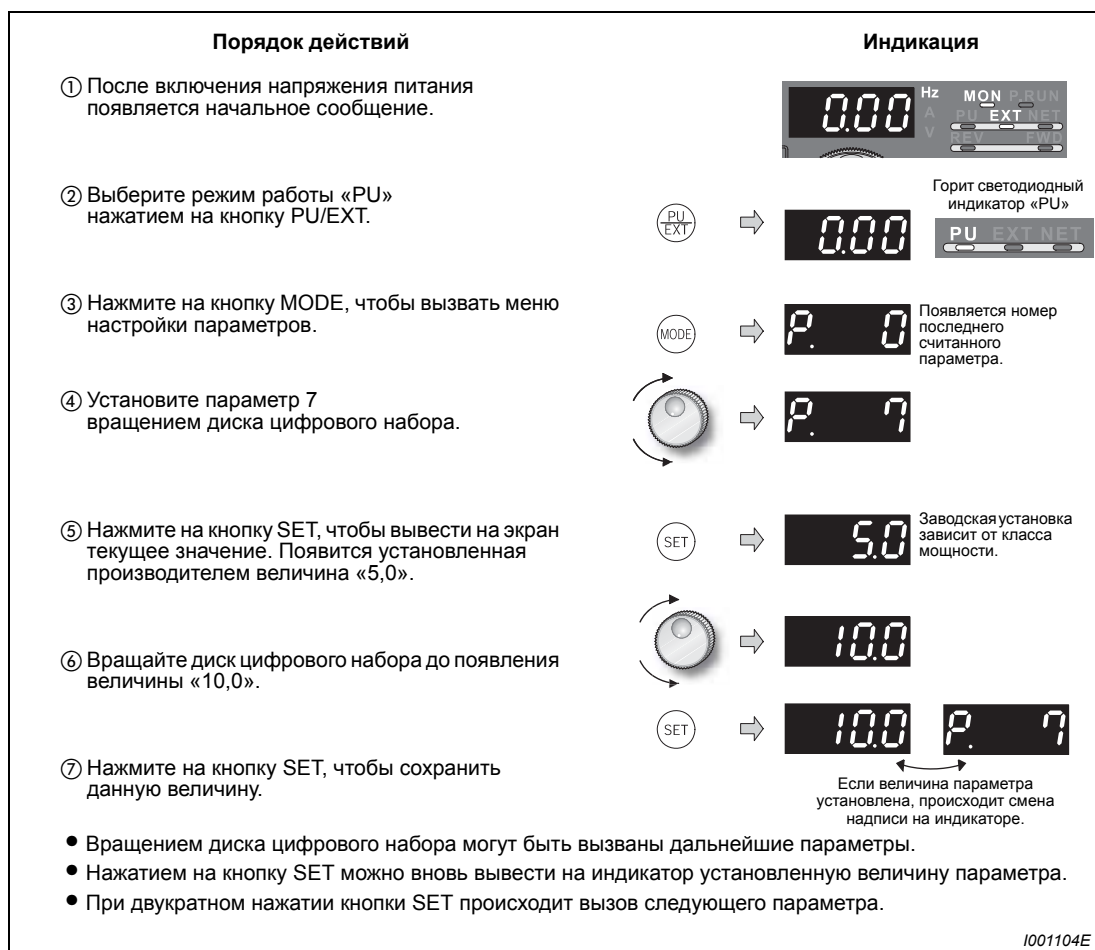 Порядок действий
Индикация
① После включения напряжения питания
появляется начальное сообщение.
0.00 Hz MON P.RUN
A PU EXT NET
V REV FWD
② Выберите режим работы «PU»
нажатием на кнопку PU/EXT.
PU
EXT
0.00
Горит светодиодный
индикатор «PU»
PU EXT NET
③ Нажмите на кнопку MODE, чтобы вызвать меню
настройки параметров.
MODE
P. 0
Появляется номер
последнего
считанного
параметра.
④ Установите параметр 7
вращением диска цифрового набора.
P. 7
⑤ Нажмите на кнопку SET, чтобы вывести на экран
текущее значение. Появится установленная
производителем величина «5,0».
SET
5.0
Заводская установка
зависит от класса
мощности.
⑥ Вращайте диск цифрового набора до появления
величины «10,0».
10.0
⑦ Нажмите на кнопку SET, чтобы сохранить
данную величину.
SET
10.0 P. 7
Если величина параметра
установлена, происходит смена
надписи на индикаторе.
● Вращением диска цифрового набора могут быть вызваны дальнейшие параметры.
● Нажатием на кнопку SET можно вновь вывести на индикатор установленную величину параметра.
● При двукратном нажатии кнопки SET происходит вызов следующего параметра.
I001104E